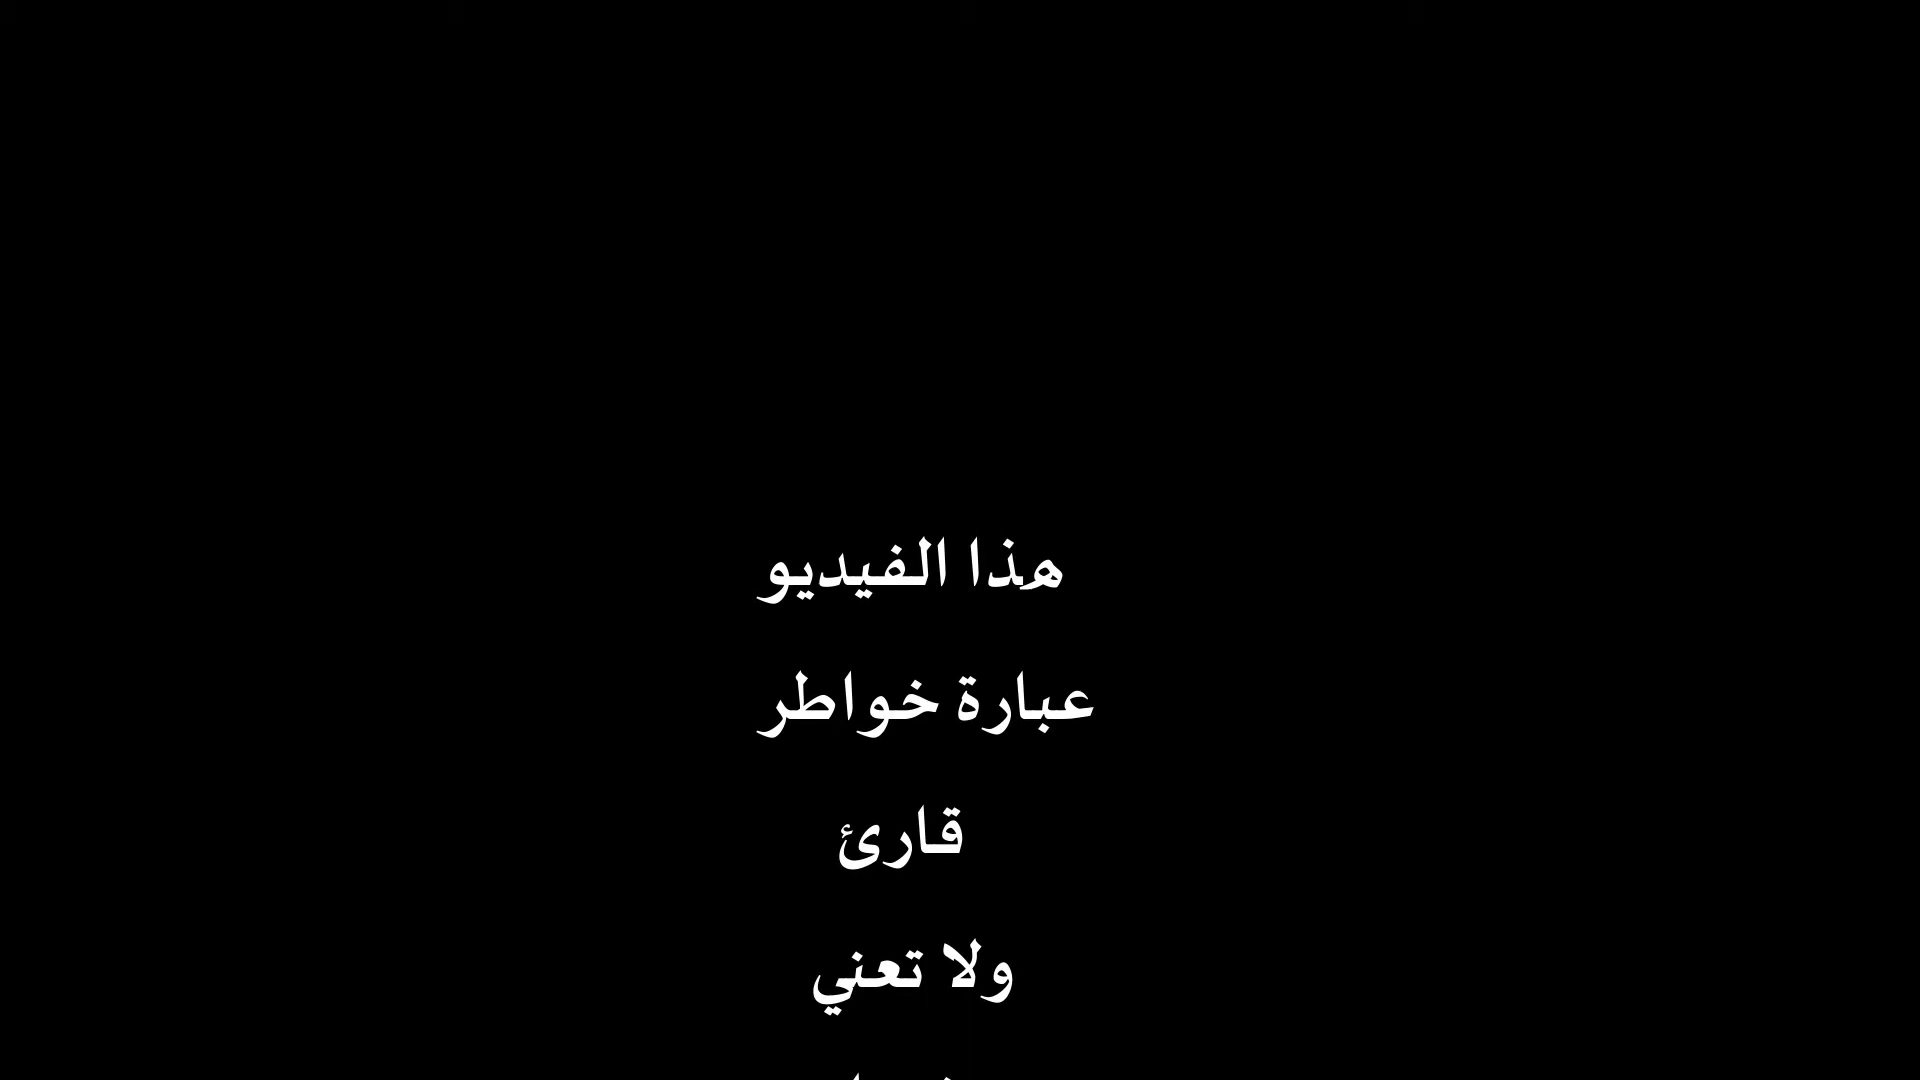 هذا الفيديو
عبارة خواطر
قارئ
ولا تعني